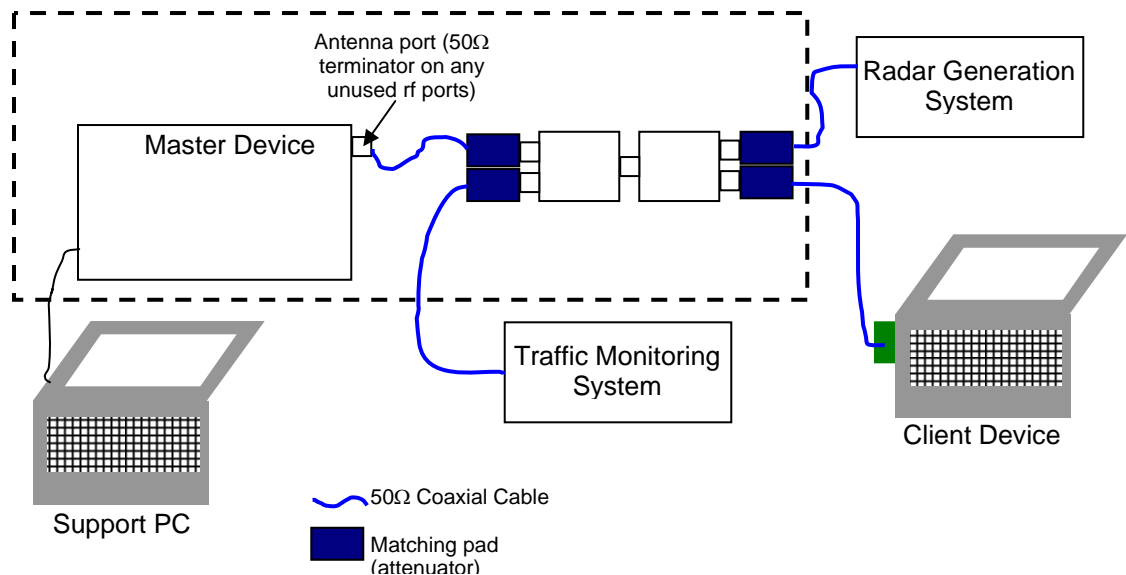 Antenna port (50Ω
terminator on any
unused rf ports)
Radar Generation
System
Master Device
Traffic Monitoring
System
Client Device
Support PC
50Ω Coaxial Cable
Matching pad
(attenuator)